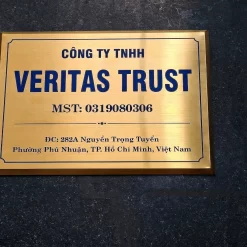 CÔNG TY TNHH
VERITAS TRUST
MST: 0319080306
ĐC: 282A Nguyễn Trọng Tuyển
Phường Phú Nhuận, TP. Hồ Chí Minh, Việt Nam